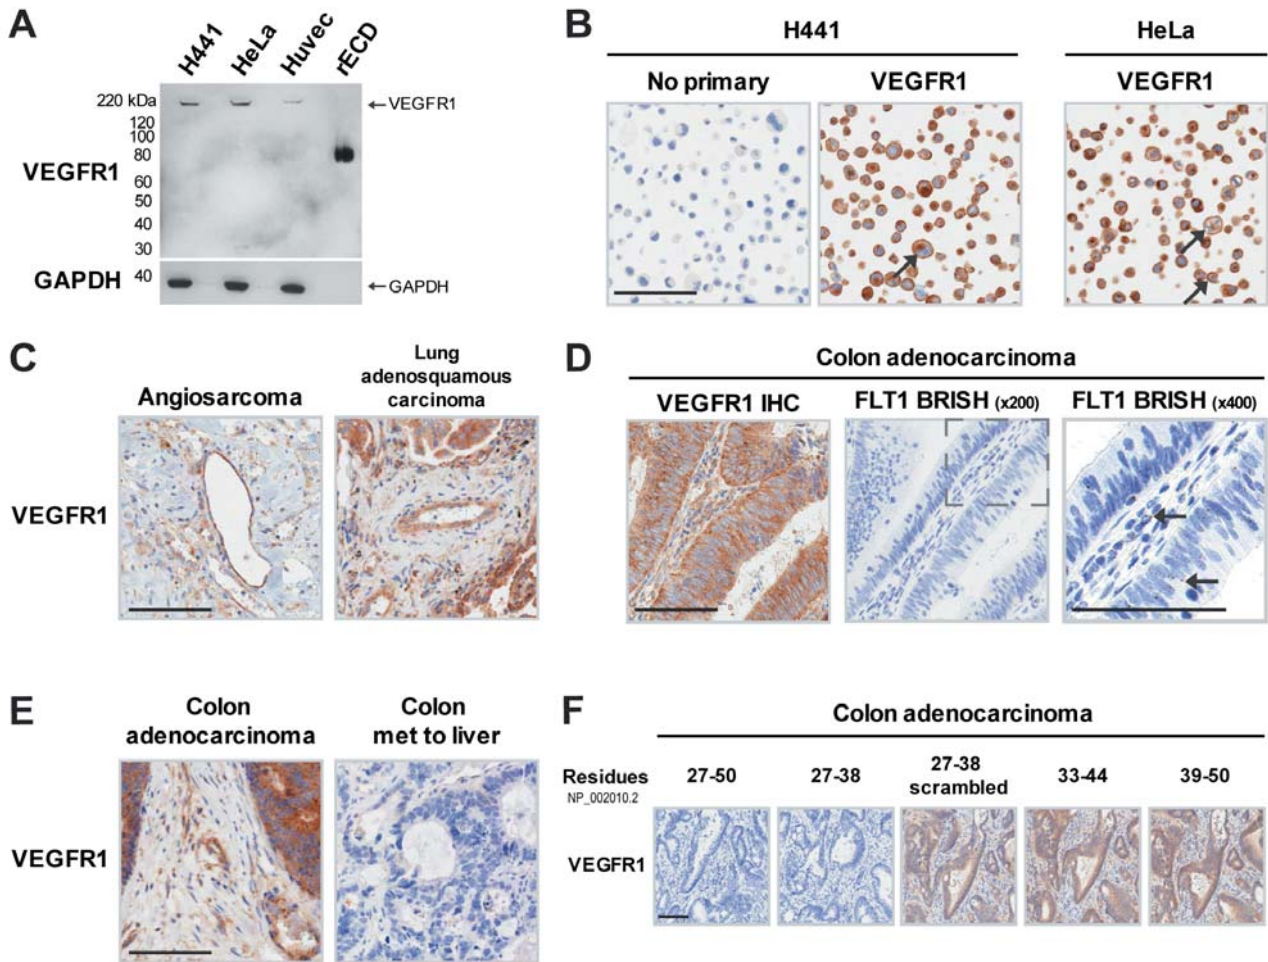 A
H441
HeLa
Huvec
rECD
220 kDa
120
100
80
60
50
40
30
VEGFR1
←VEGFR1
GAPDH
40
←GAPDH
B
H441
HeLa
No primary
VEGFR1
VEGFR1
C
Angiosarcoma
Lung
adenosquamous
carcinoma
VEGFR1
D
Colon adenocarcinoma
VEGFR1 IHC
FLT1 BRISH (x200)
FLT1 BRISH (x400)
E
Colon
adenocarcinoma
Colon
met to liver
VEGFR1
F
Colon adenocarcinoma
Residues
NP_002010.2
27-50
27-38
27-38
scrambled
33-44
39-50
VEGFR1